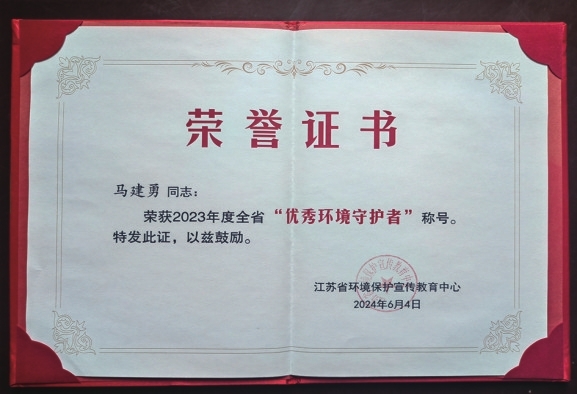 荣誉证书
马建勇 同志：
荣获2023年度全省“优秀环境守护者”称号。
特发此证，以兹鼓励。
江苏省环境保护宣传教育中心
2024年6月4日